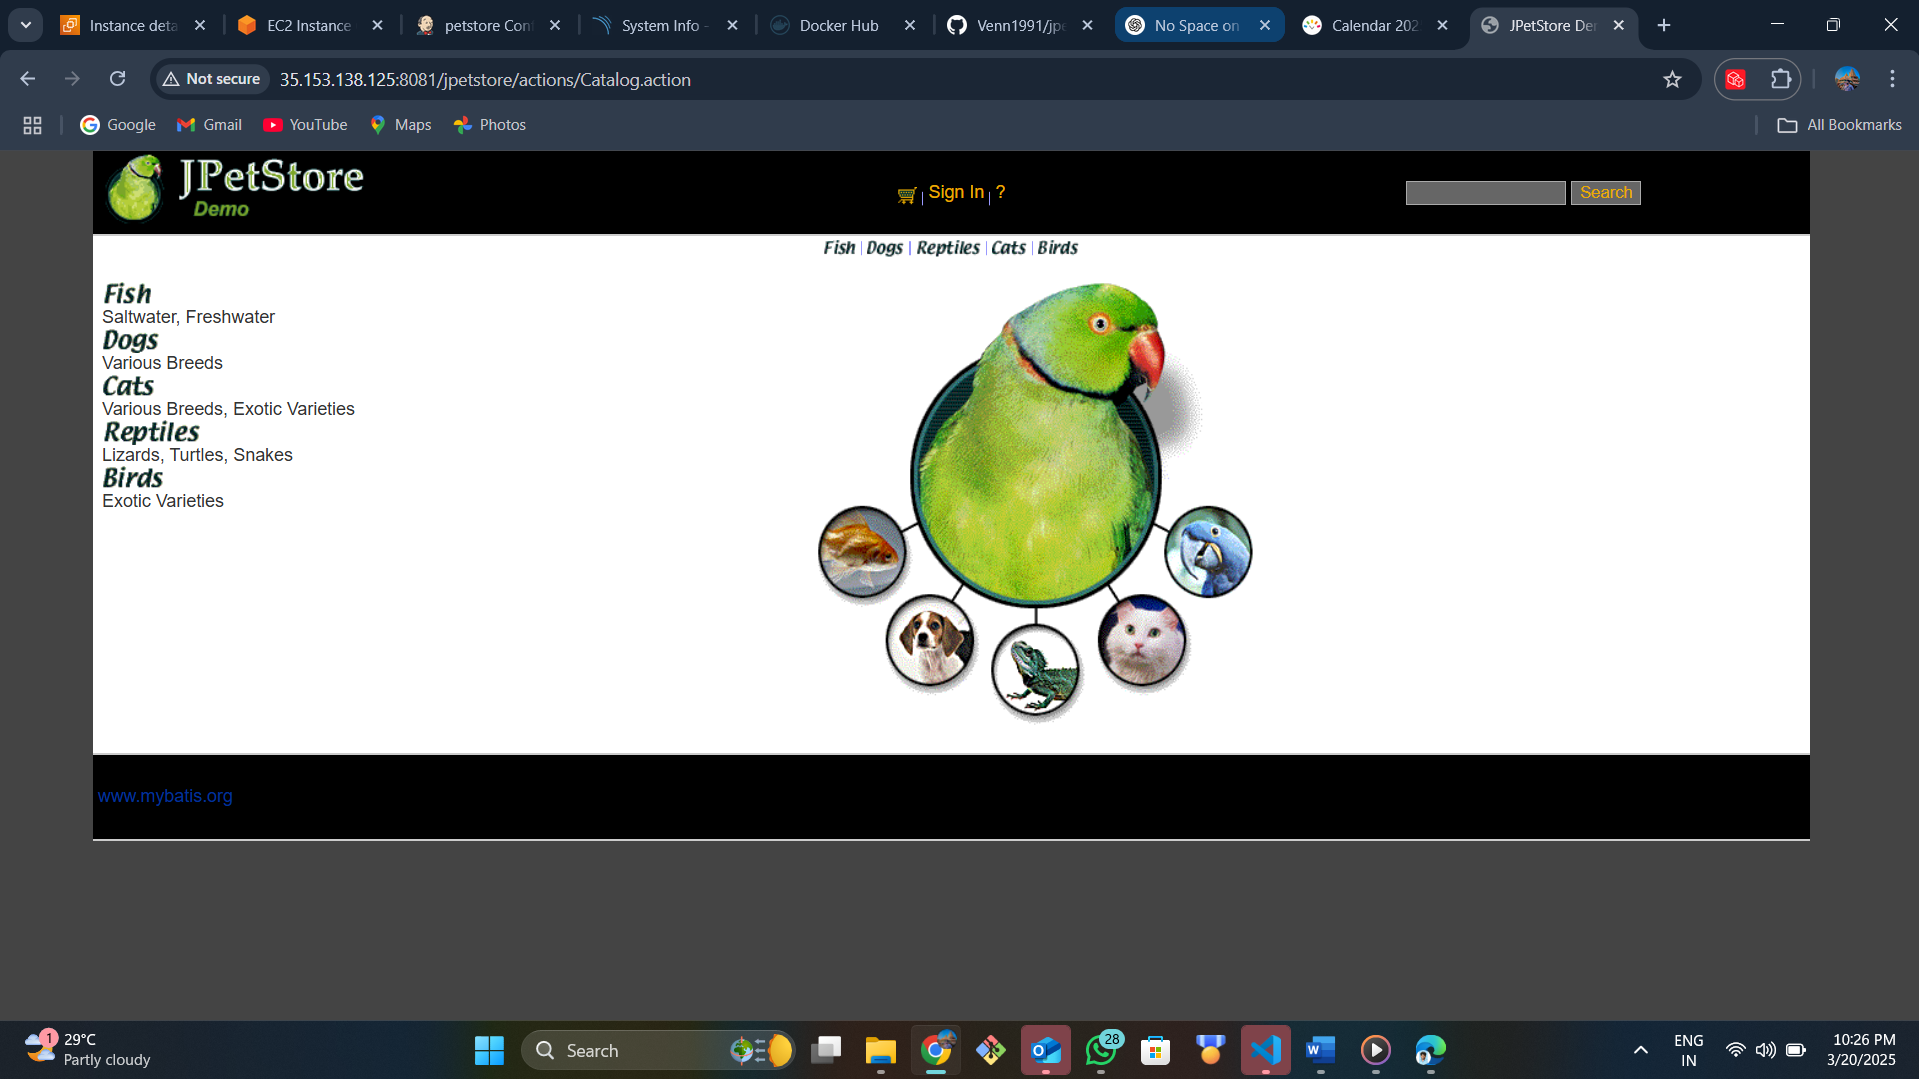 Instance deta
EC2 Instance
petstore Con
System Info -
Docker Hub
Venn1991/jpe
No Space on
Calendar 202
JPetStore De
Not secure
35.153.138.125:8081/jpetstore/actions/Catalog.action
Google
Gmail
YouTube
Maps
Photos
All Bookmarks
JPetStore
Demo
Sign In
?
Search
Fish | Dogs | Reptiles | Cats | Birds
Fish
Saltwater, Freshwater
Dogs
Various Breeds
Cats
Various Breeds, Exotic Varieties
Reptiles
Lizards, Turtles, Snakes
Birds
Exotic Varieties
www.mybatis.org
1
29°C
Partly cloudy
Search
28
ENG
IN
10:26 PM
3/20/2025